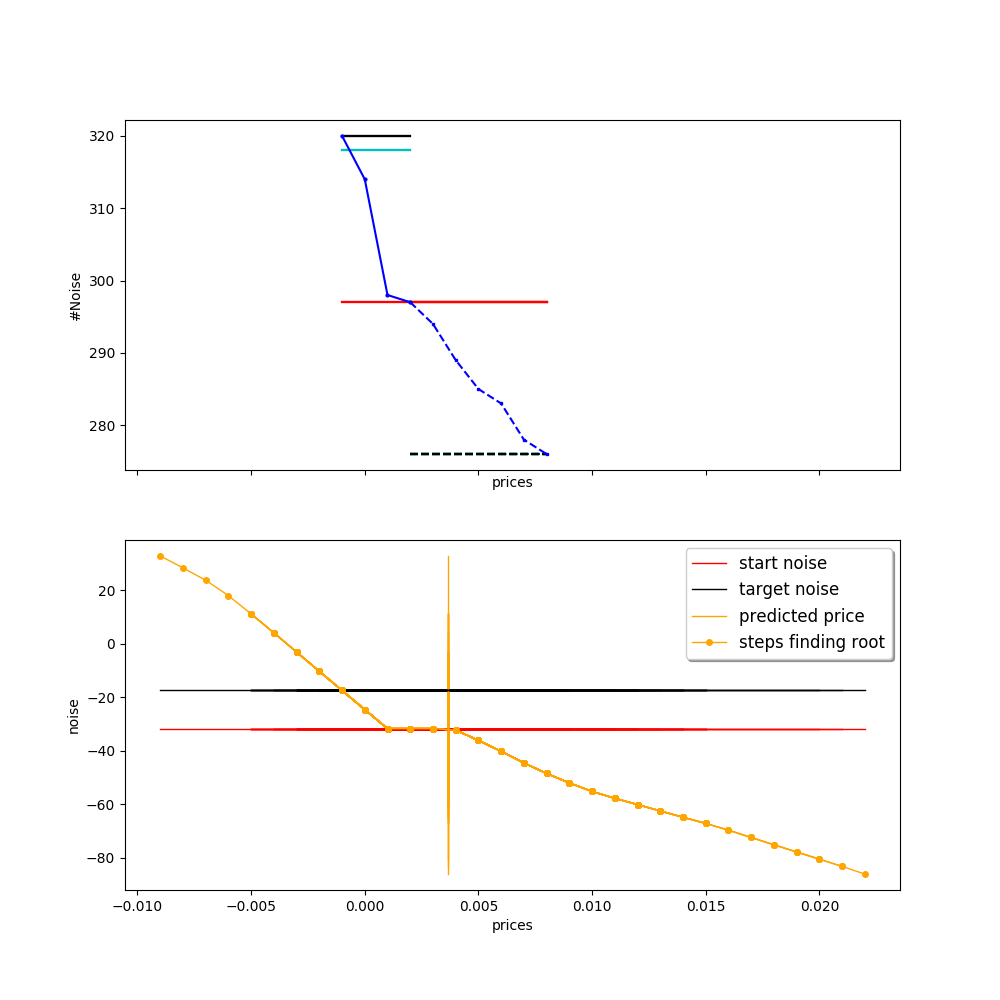 320
310
300
290
280
#Noise
prices
start noise
target noise
predicted price
steps finding root
20
0
−20
−40
−60
−80
noise
−0.010 −0.005 0.000 0.005 0.010 0.015 0.020
prices